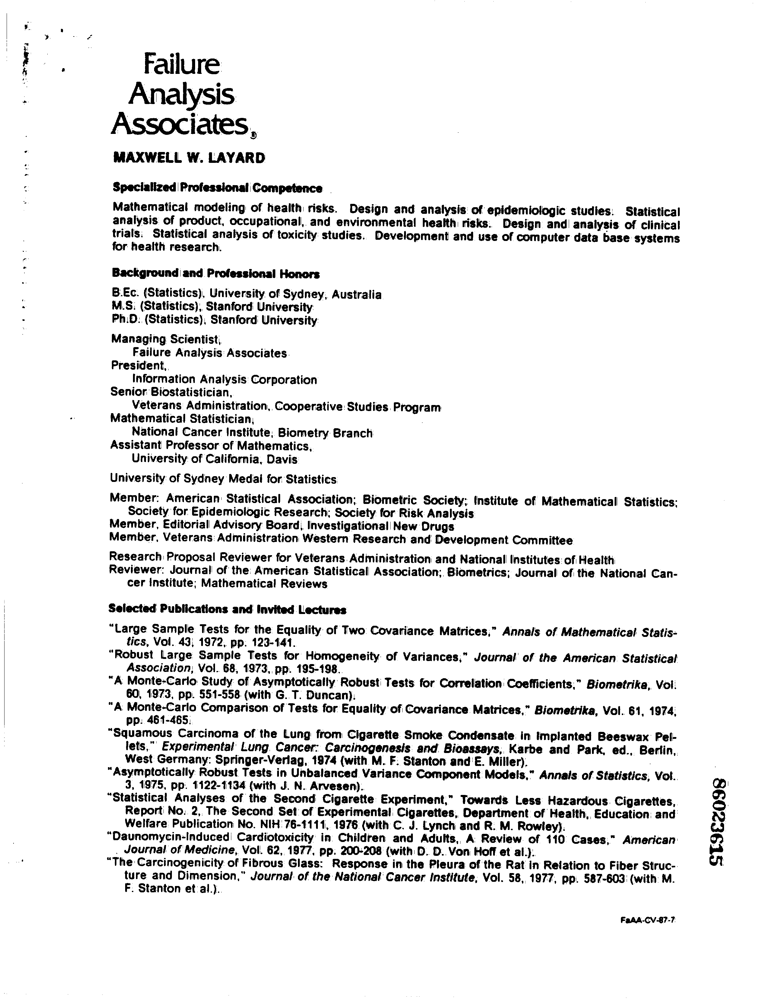 Failure
Analysis
Associates®
MAXWELL W. LAYARD
Specialized Professional Competence
Mathematical modeling of health risks. Design and analysis of epidemiologic studies. Statistical
analysis of product, occupational, and environmental health risks. Design and analysis of clinical
trials. Statistical analysis of toxicity studies. Development and use of computer data base systems
for health research.
Background and Professional Honors
B.Ec. (Statistics), University of Sydney, Australia
M.S. (Statistics), Stanford University
Ph.D. (Statistics), Stanford University
Managing Scientist,
Failure Analysis Associates
President,
Information Analysis Corporation
Senior Biostatistician,
Veterans Administration, Cooperative Studies Program
Mathematical Statistician,
National Cancer Institute, Biometry Branch
Assistant Professor of Mathematics,
University of California, Davis
University of Sydney Medal for Statistics
Member: American Statistical Association; Biometric Society; Institute of Mathematical Statistics;
Society for Epidemiologic Research; Society for Risk Analysis
Member, Editorial Advisory Board, Investigational New Drugs
Member, Veterans Administration Western Research and Development Committee
Research Proposal Reviewer for Veterans Administration and National Institutes of Health
Reviewer: Journal of the American Statistical Association; Biometrics; Journal of the National Can-
cer Institute; Mathematical Reviews
Selected Publications and Invited Lectures
"Large Sample Tests for the Equality of Two Covariance Matrices," Annals of Mathematical Statis-
tics, Vol. 43, 1972, pp. 123-141.
"Robust Large Sample Tests for Homogeneity of Variances," Journal of the American Statistical
Association, Vol. 68, 1973, pp. 195-198.
"A Monte-Carlo Study of Asymptotically Robust Tests for Correlation Coefficients," Biometrika, Vol.
60, 1973, pp. 551-558 (with G. T. Duncan).
"A Monte-Carlo Comparison of Tests for Equality of Covariance Matrices," Biometrika, Vol. 61, 1974,
pp. 461-465.
"Squamous Carcinoma of the Lung from Cigarette Smoke Condensate in Implanted Beeswax Pel-
lets," Experimental Lung Cancer: Carcinogenesis and Bioassays, Karbe and Park, ed., Berlin,
West Germany: Springer-Verlag, 1974 (with M. F. Stanton and E. Miller).
"Asymptotically Robust Tests in Unbalanced Variance Component Models," Annals of Statistics, Vol.
3, 1975, pp. 1122-1134 (with J. N. Arvesen).
"Statistical Analyses of the Second Cigarette Experiment," Towards Less Hazardous Cigarettes,
Report No. 2, The Second Set of Experimental Cigarettes, Department of Health, Education and
Welfare Publication No. NIH 76-1111, 1976 (with C. J. Lynch and R. M. Rowley).
"Daunomycin-Induced Cardiotoxicity in Children and Adults, A Review of 110 Cases," American
Journal of Medicine, Vol. 62, 1977, pp. 200-208 (with D. D. Von Hoff et al.).
"The Carcinogenicity of Fibrous Glass: Response in the Pleura of the Rat in Relation to Fiber Struc-
ture and Dimension," Journal of the National Cancer Institute, Vol. 58, 1977, pp. 587-603 (with M.
F. Stanton et al.).
FaAA-CV-87-7
86023615